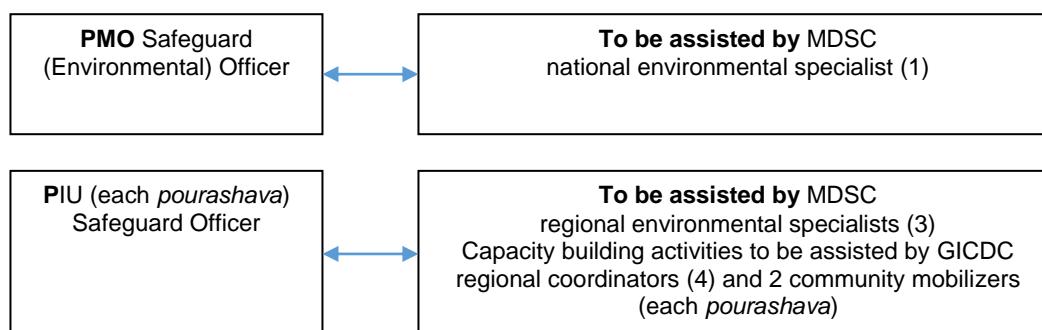 PMO Safeguard
(Environmental) Officer
To be assisted by MDSC
national environmental specialist (1)
PIU (each pourashava)
Safeguard Officer
To be assisted by MDSC
regional environmental specialists (3)
Capacity building activities to be assisted by GICDC
regional coordinators (4) and 2 community mobilizers
(each pourashava)